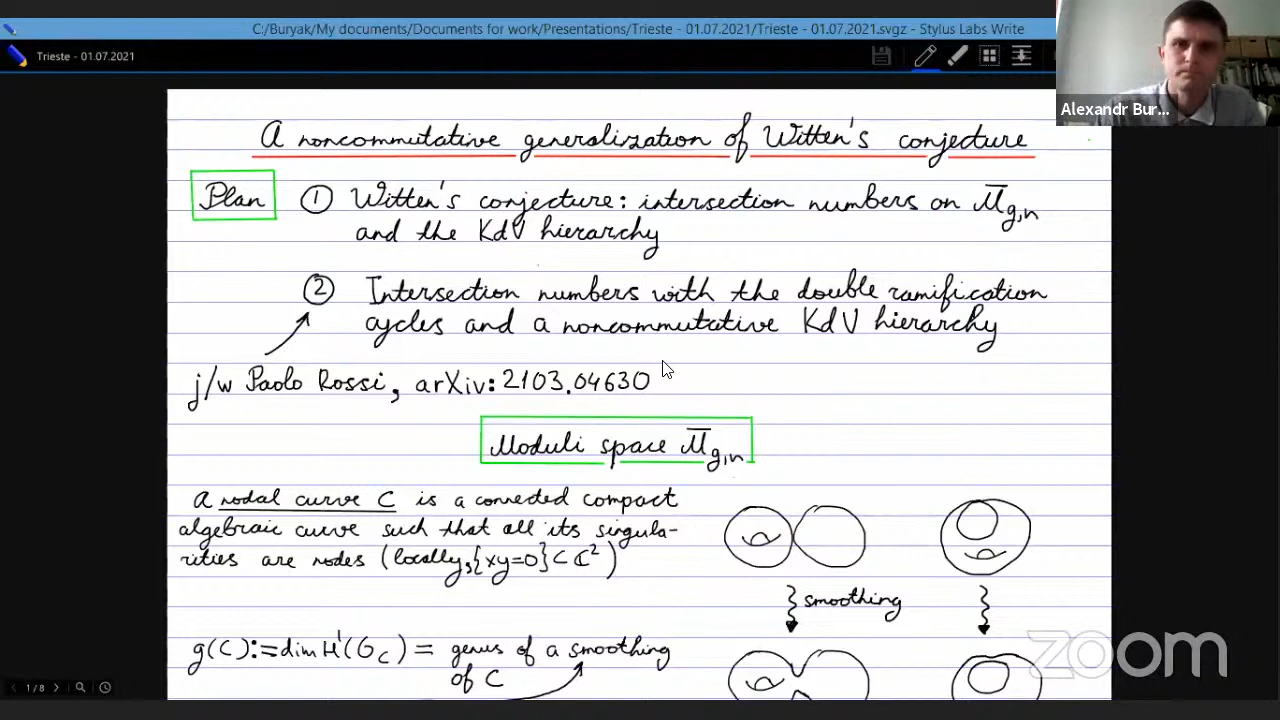 C:/Buryak/My documents/Documents for work/Presentations/Trieste - 01.07.2021/Trieste - 01.07.2021.svgz - Stylus Labs Write
Trieste - 01.07.2021
Alexandr Bur...
A noncommutative generalization of Witten's conjecture
Plan
① Witten's conjecture: intersection numbers on M̅g,n
and the KdV hierarchy
② Intersection numbers with the double ramification
cycles and a noncommutative KdV hierarchy
j/w Paolo Rossi, arXiv: 2103.04630
Moduli space M̅g,n
A nodal curve C is a connected compact
algebraic curve such that all its singula-
rities are nodes (locally, {xy=0}⊂ℂ²)
smoothing
g(C):=dim H¹(O_C) = genus of a smoothing
of C
1/8
zoom